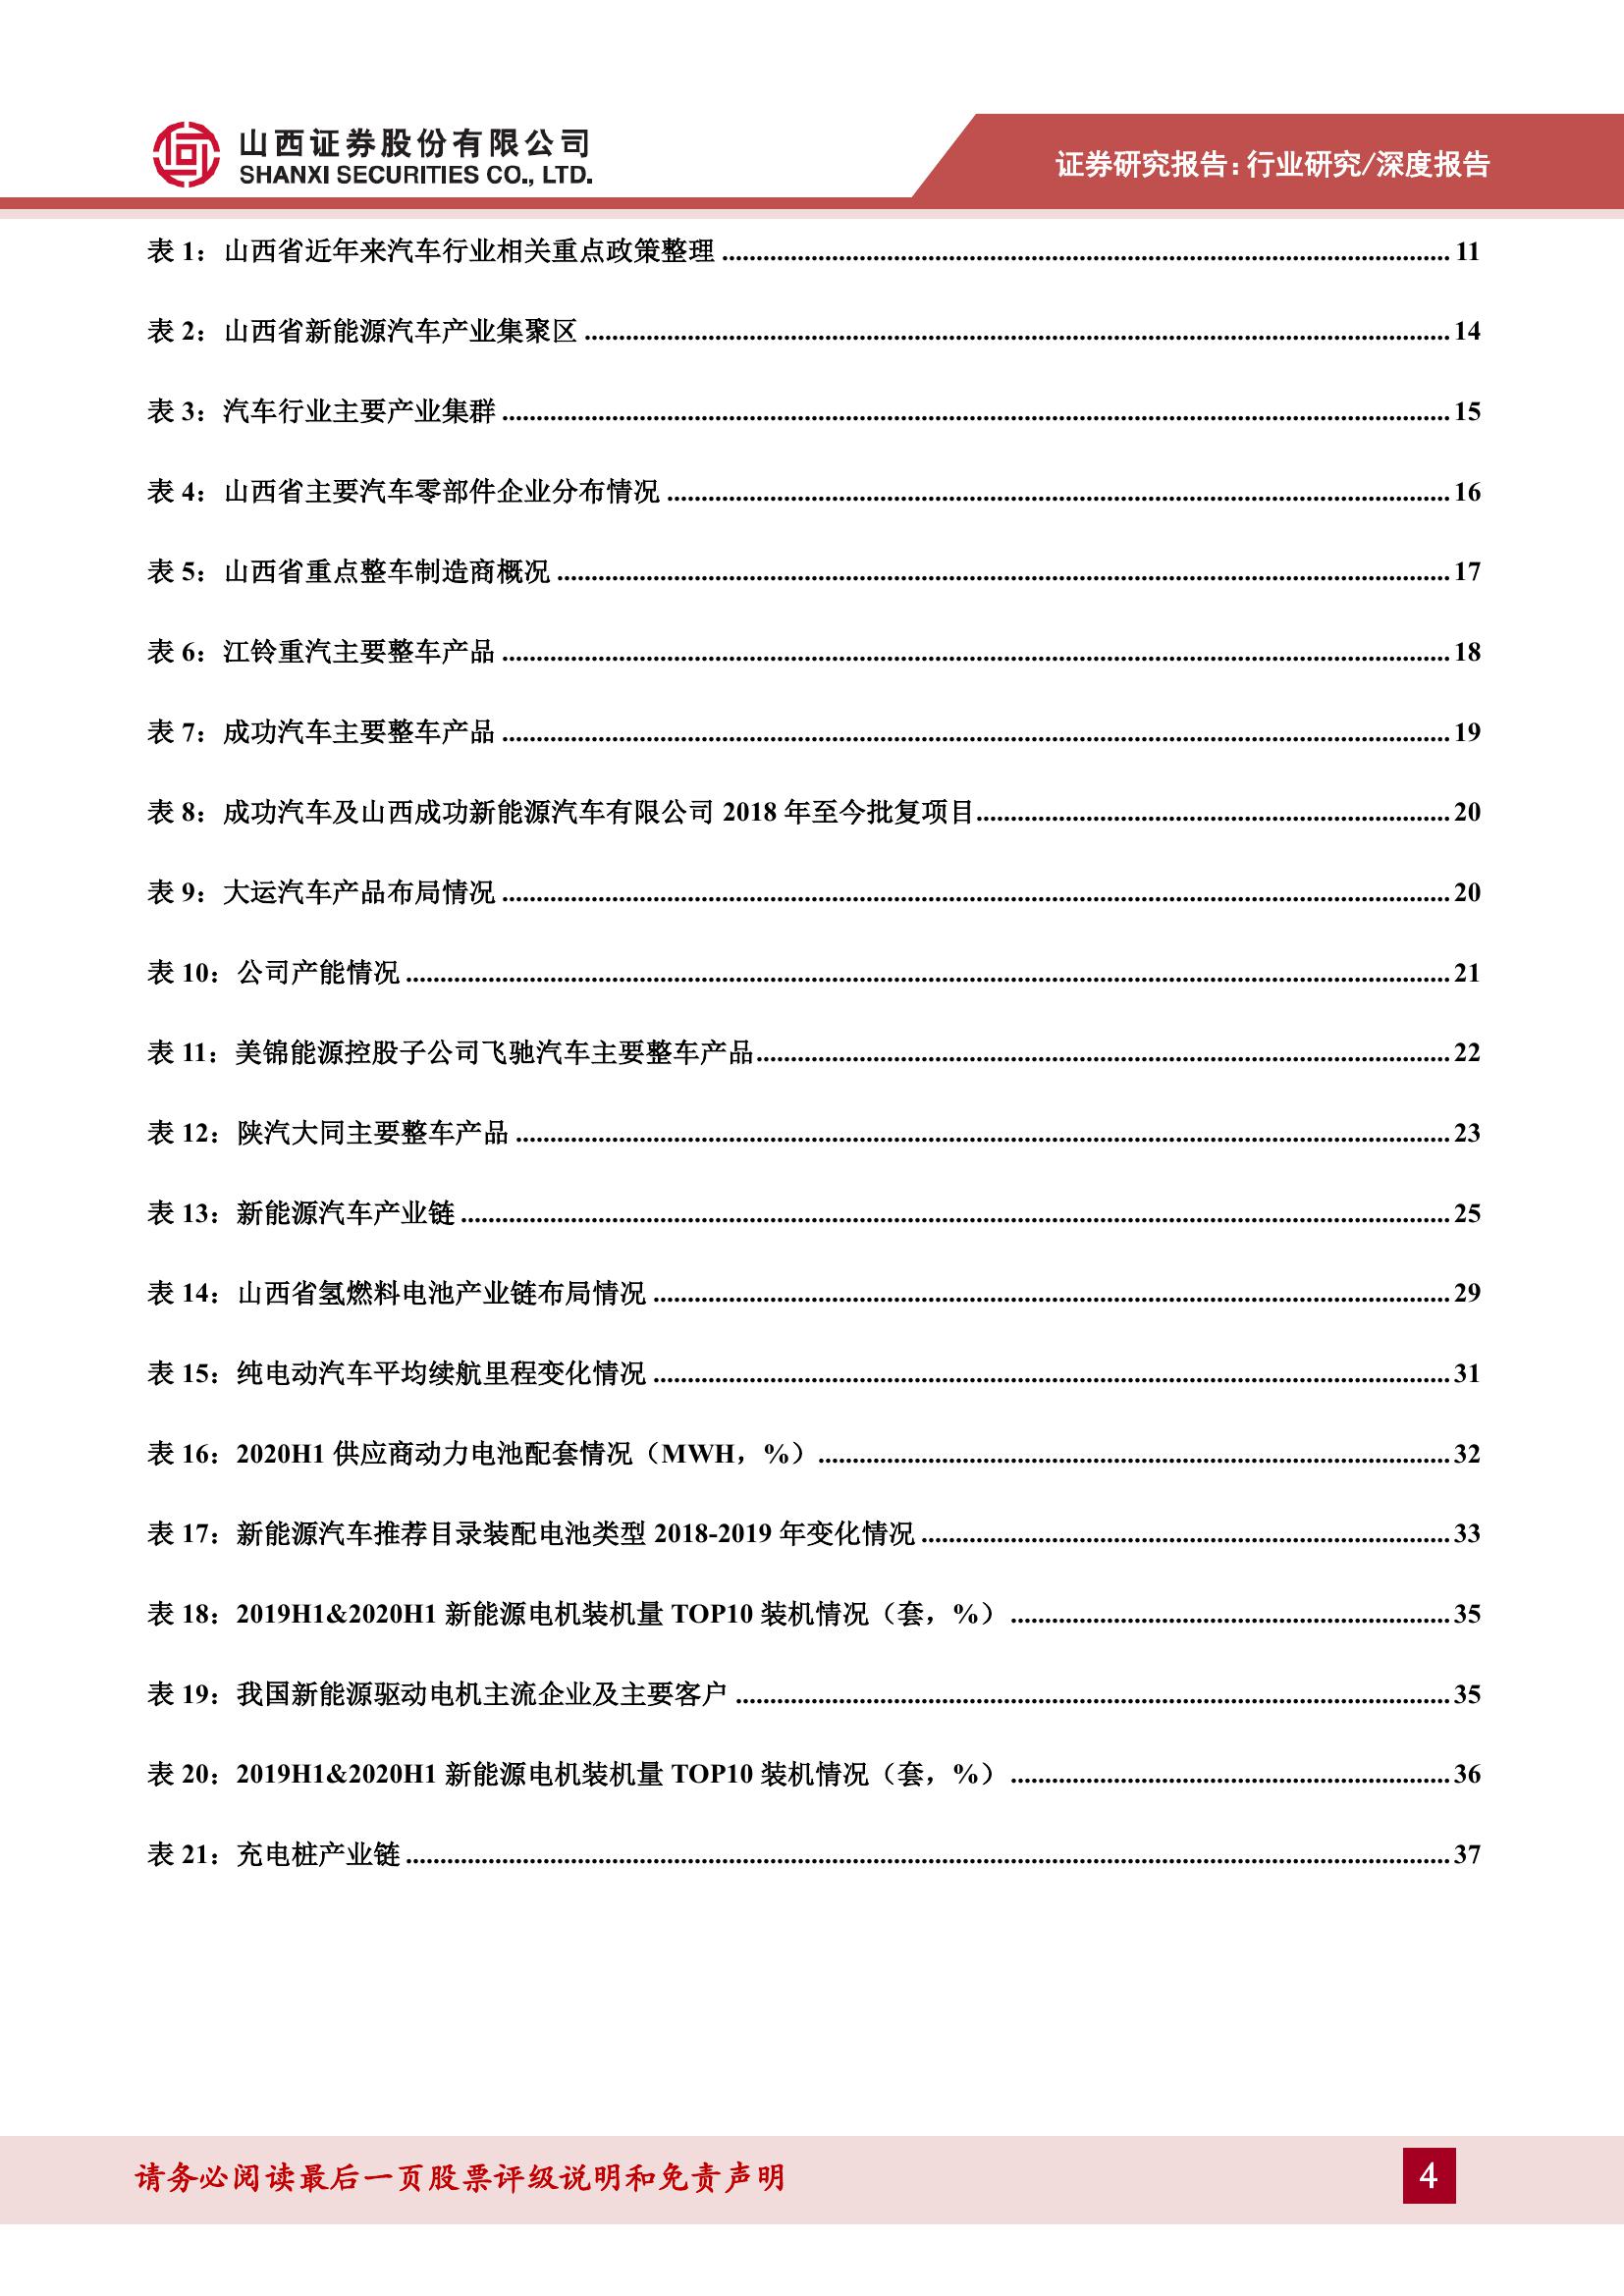 山西证券股份有限公司
SHANXI SECURITIES CO., LTD.
证券研究报告：行业研究/深度报告
表 1：山西省近年来汽车行业相关重点政策整理 11
表 2：山西省新能源汽车产业集聚区 14
表 3：汽车行业主要产业集群 15
表 4：山西省主要汽车零部件企业分布情况 16
表 5：山西省重点整车制造商概况 17
表 6：江铃重汽主要整车产品 18
表 7：成功汽车主要整车产品 19
表 8：成功汽车及山西成功新能源汽车有限公司 2018 年至今批复项目 20
表 9：大运汽车产品布局情况 20
表 10：公司产能情况 21
表 11：美锦能源控股子公司飞驰汽车主要整车产品 22
表 12：陕汽大同主要整车产品 23
表 13：新能源汽车产业链 25
表 14：山西省氢燃料电池产业链布局情况 29
表 15：纯电动汽车平均续航里程变化情况 31
表 16：2020H1 供应商动力电池配套情况（MWH，%） 32
表 17：新能源汽车推荐目录装配电池类型 2018-2019 年变化情况 33
表 18：2019H1&2020H1 新能源电机装机量 TOP10 装机情况（套，%） 35
表 19：我国新能源驱动电机主流企业及主要客户 35
表 20：2019H1&2020H1 新能源电机装机量 TOP10 装机情况（套，%） 36
表 21：充电桩产业链 37
请务必阅读最后一页股票评级说明和免责声明
4